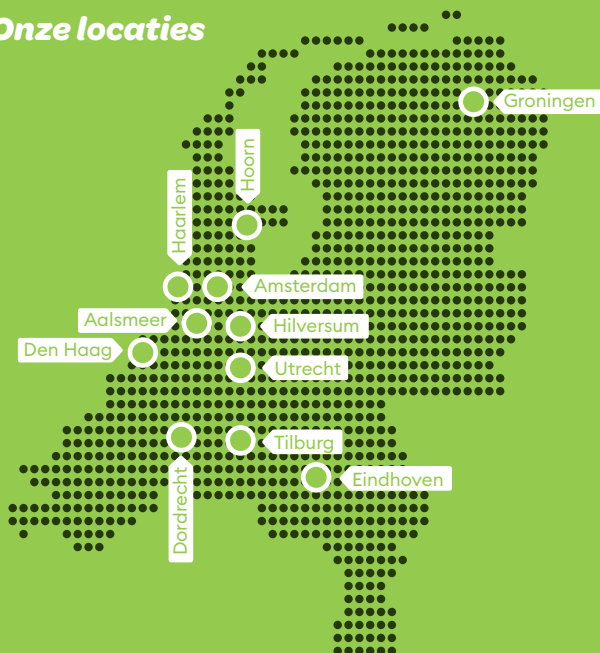 Onze locaties
Groningen
Hoorn
Haarlem
Amsterdam
Aalsmeer
Hilversum
Den Haag
Utrecht
Tilburg
Eindhoven
Dordrecht